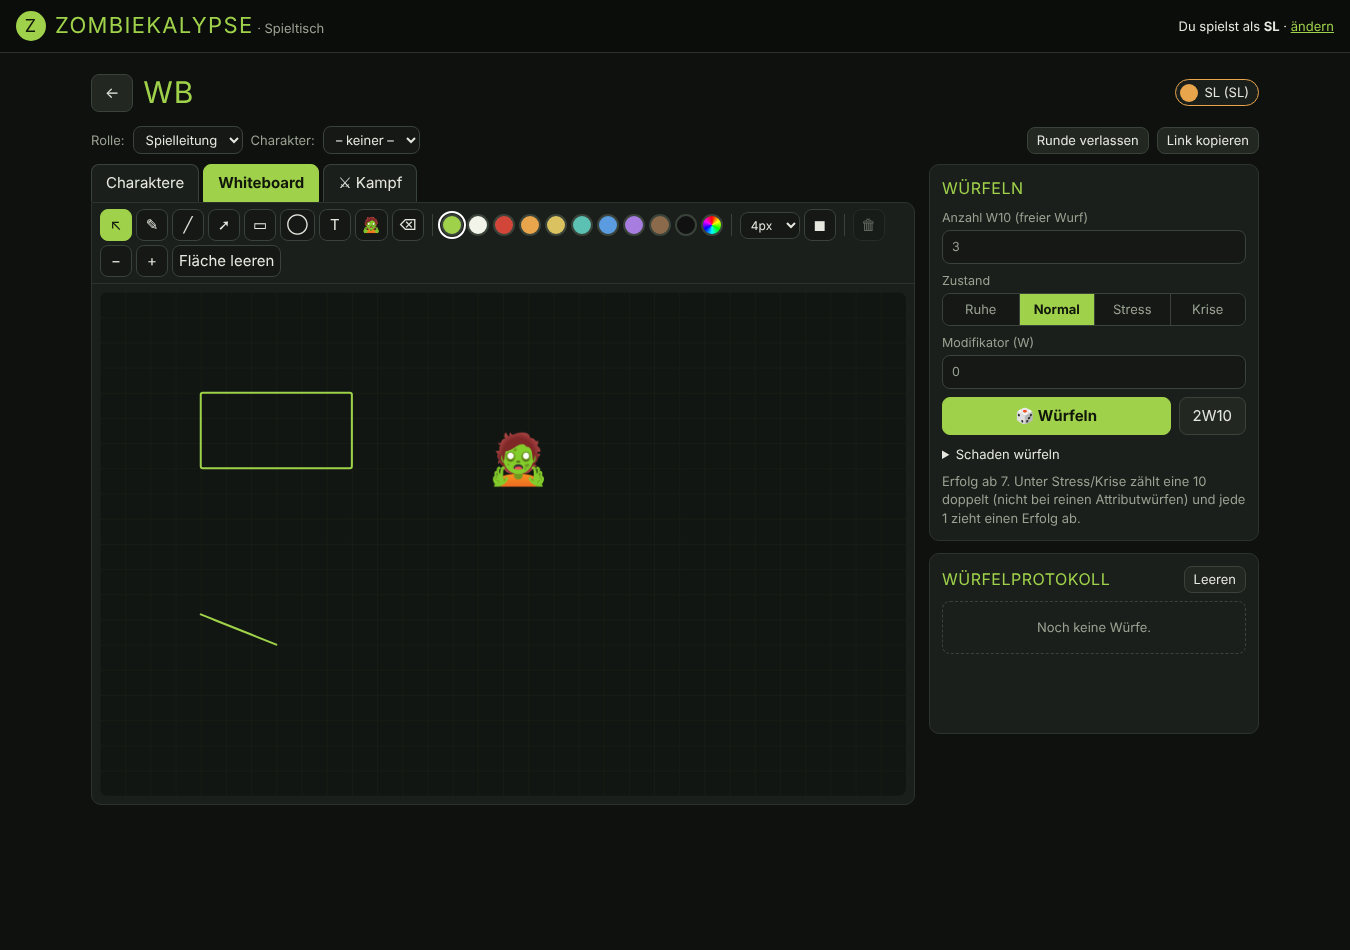 Z ZOMBIEKALYPSE · Spieltisch
Du spielst als SL · ändern
← WB
SL (SL)
Rolle: Spielleitung Charakter: – keiner –
Runde verlassen Link kopieren
Charaktere Whiteboard ⚔ Kampf
T
4px
− + Fläche leeren
WÜRFELN
Anzahl W10 (freier Wurf)
3
Zustand
Ruhe Normal Stress Krise
Modifikator (W)
0
🎲 Würfeln 2W10
▶ Schaden würfeln
Erfolg ab 7. Unter Stress/Krise zählt eine 10
doppelt (nicht bei reinen Attributwürfen) und jede
1 zieht einen Erfolg ab.
WÜRFELPROTOKOLL Leeren
Noch keine Würfe.